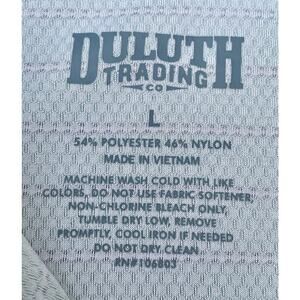 DULUTH
TRADING
CO
L
54% POLYESTER 46% NYLON
MADE IN VIETNAM
MACHINE WASH COLD WITH LIKE
COLORS, DO NOT USE FABRIC SOFTENER,
NON-CHLORINE BLEACH ONLY,
TUMBLE DRY LOW, REMOVE
PROMPTLY, COOL IRON IF NEEDED
DO NOT DRY CLEAN
RN#106803